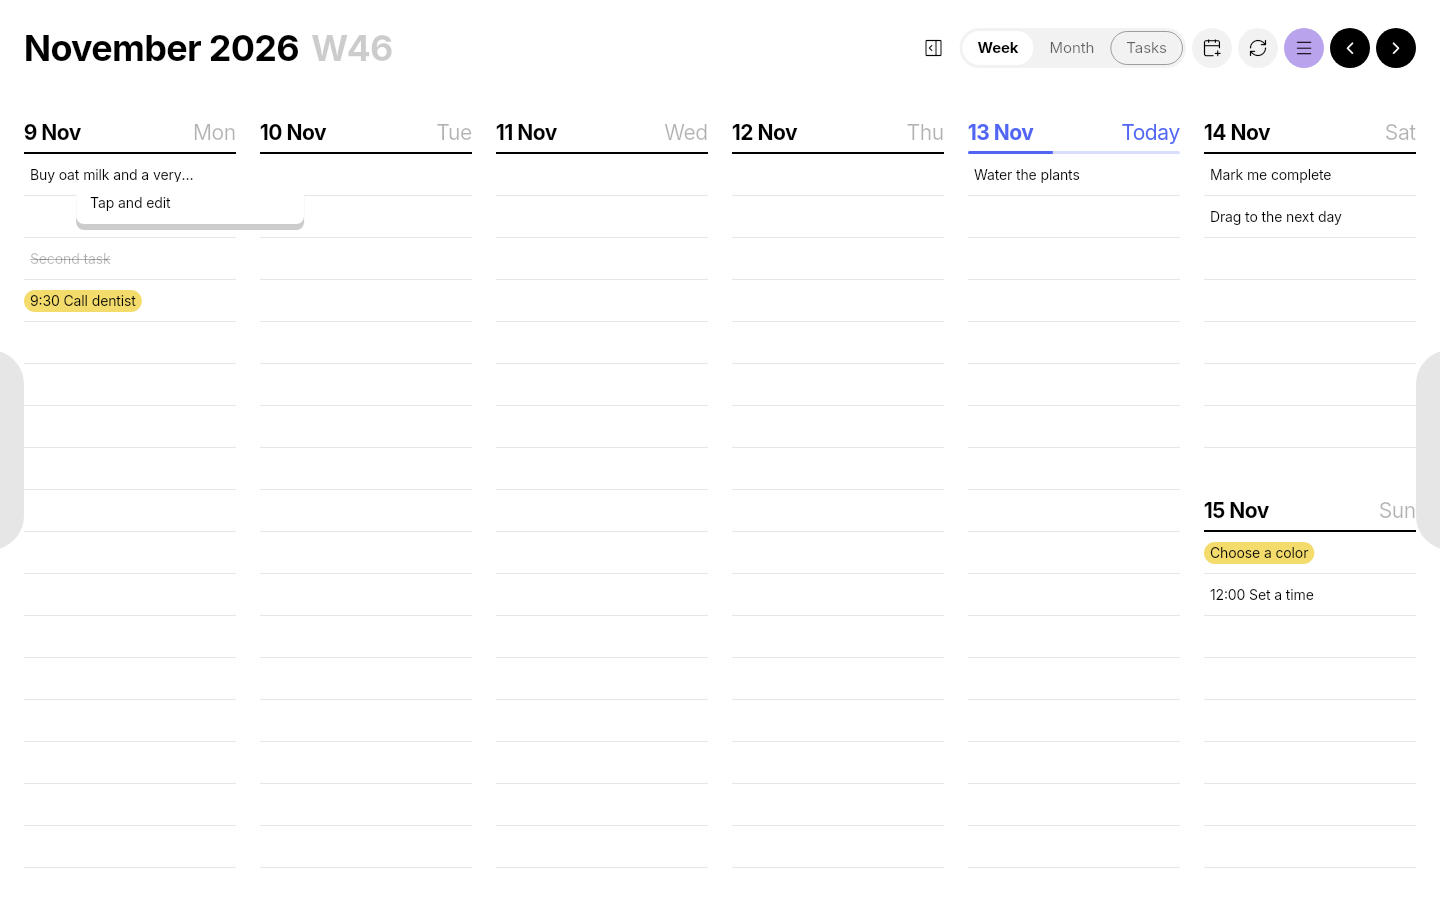 November 2026 W46
Week Month Tasks
9 Nov Mon
Buy oat milk and a very...
Tap and edit
Second task
9:30 Call dentist
10 Nov Tue
11 Nov Wed
12 Nov Thu
13 Nov Today
Water the plants
14 Nov Sat
Mark me complete
Drag to the next day
15 Nov Sun
Choose a color
12:00 Set a time